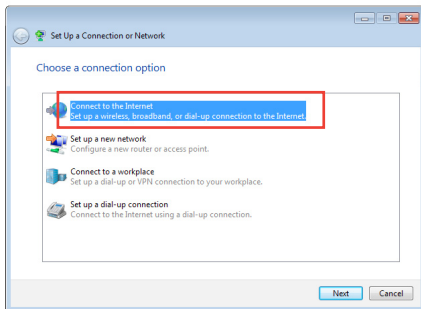 Set Up a Connection or Network
Choose a connection option
Connect to the Internet
Set up a wireless, broadband, or dial-up connection to the Internet.
Set up a new network
Configure a new router or access point.
Connect to a workplace
Set up a dial-up or VPN connection to your workplace.
Set up a dial-up connection
Connect to the Internet using a dial-up connection.
Next Cancel